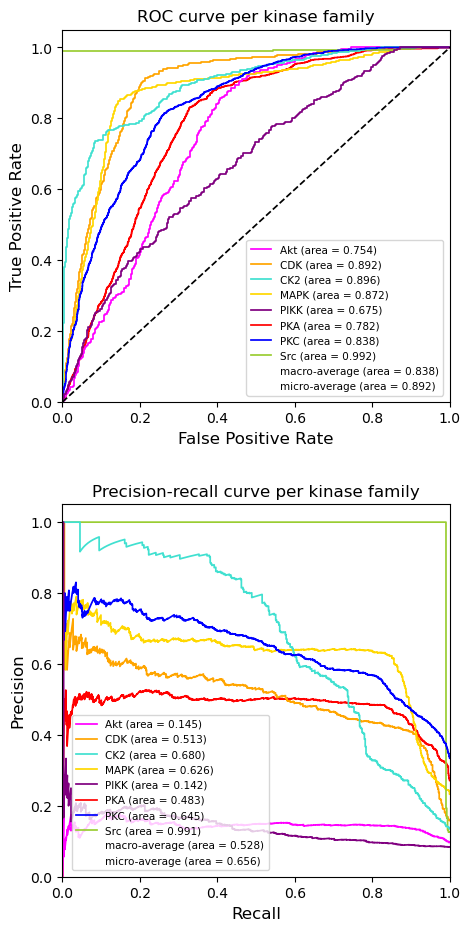 ROC curve per kinase family
True Positive Rate
1.0
0.8
0.6
0.4
0.2
0.0
Akt (area = 0.754)
CDK (area = 0.892)
CK2 (area = 0.896)
MAPK (area = 0.872)
PIKK (area = 0.675)
PKA (area = 0.782)
PKC (area = 0.838)
Src (area = 0.992)
macro-average (area = 0.838)
micro-average (area = 0.892)
0.0 0.2 0.4 0.6 0.8 1.0
False Positive Rate
Precision-recall curve per kinase family
Precision
1.0
0.8
0.6
0.4
0.2
0.0
Akt (area = 0.145)
CDK (area = 0.513)
CK2 (area = 0.680)
MAPK (area = 0.626)
PIKK (area = 0.142)
PKA (area = 0.483)
PKC (area = 0.645)
Src (area = 0.991)
macro-average (area = 0.528)
micro-average (area = 0.656)
0.0 0.2 0.4 0.6 0.8 1.0
Recall